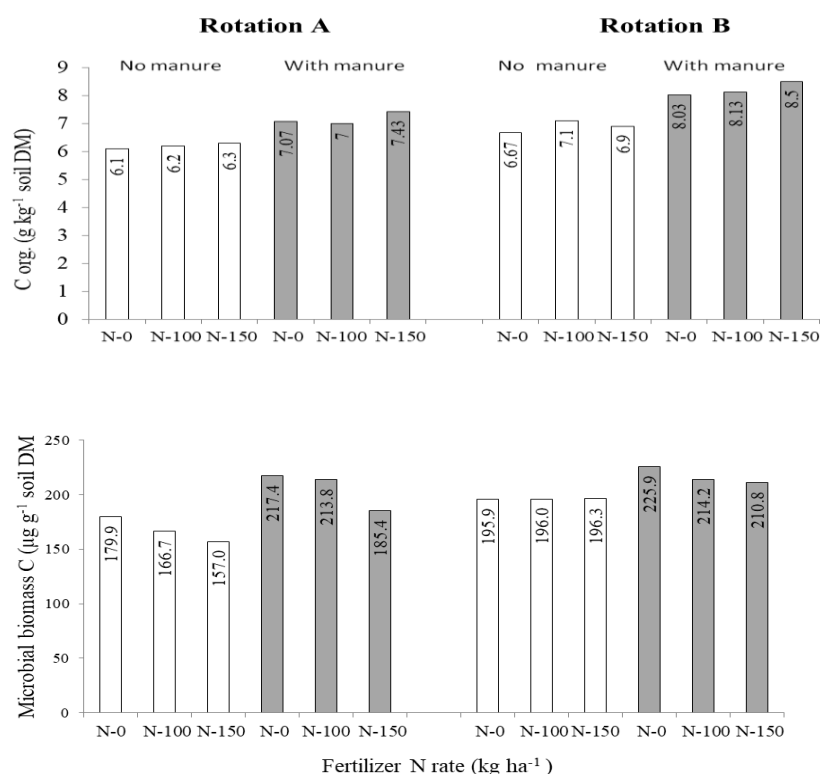 Rotation A Rotation B
No manure With manure No manure With manure
C org. (g kg⁻¹ soil DM)
9
8
7
6
5
4
3
2
1
0
6.1 6.2 6.3 7.07 7 7.43 6.67 7.1 6.9 8.03 8.13 8.5
N-0 N-100 N-150 N-0 N-100 N-150 N-0 N-100 N-150 N-0 N-100 N-150
Microbial biomass C (µg g⁻¹ soil DM
250
200
150
100
50
0
179.9 166.7 157.0 217.4 213.8 185.4 195.9 196.0 196.3 225.9 214.2 210.8
N-0 N-100 N-150 N-0 N-100 N-150 N-0 N-100 N-150 N-0 N-100 N-150
Fertilizer N rate (kg ha⁻¹ )